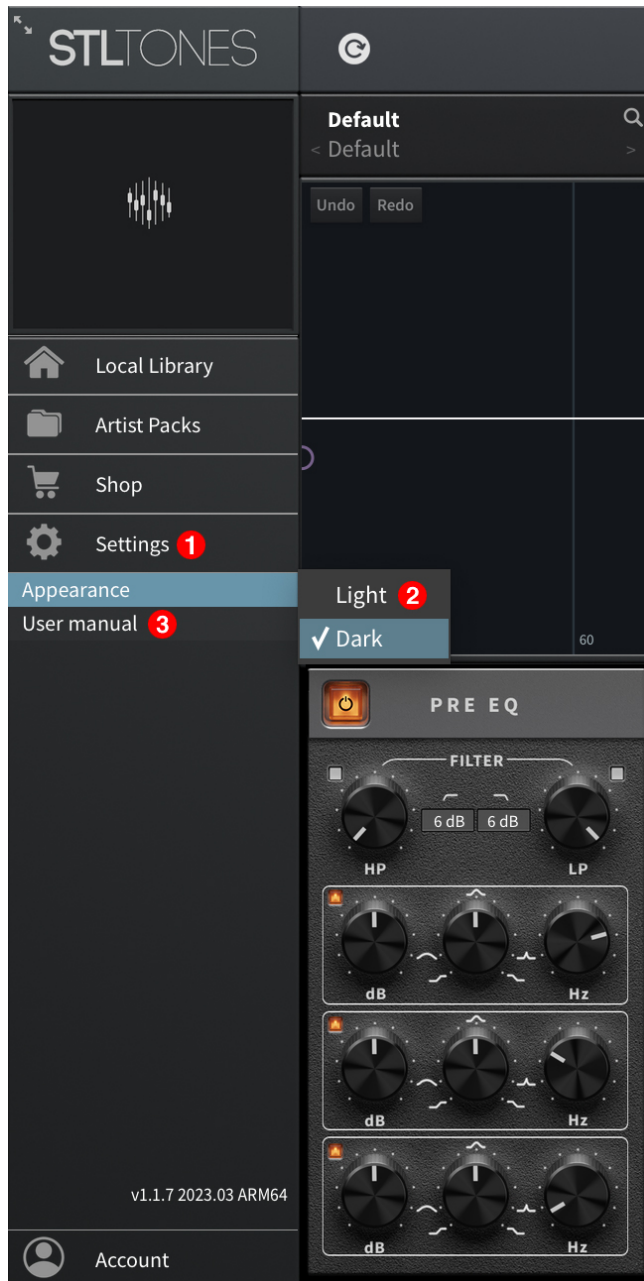 STLTONES
Default
< Default >
Undo Redo
Local Library
Artist Packs
Shop
Settings 1
Appearance
User manual 3
Light 2
✓ Dark
60
PRE EQ
FILTER
6 dB 6 dB
HP LP
dB Hz
dB Hz
dB Hz
v1.1.7 2023.03 ARM64
Account